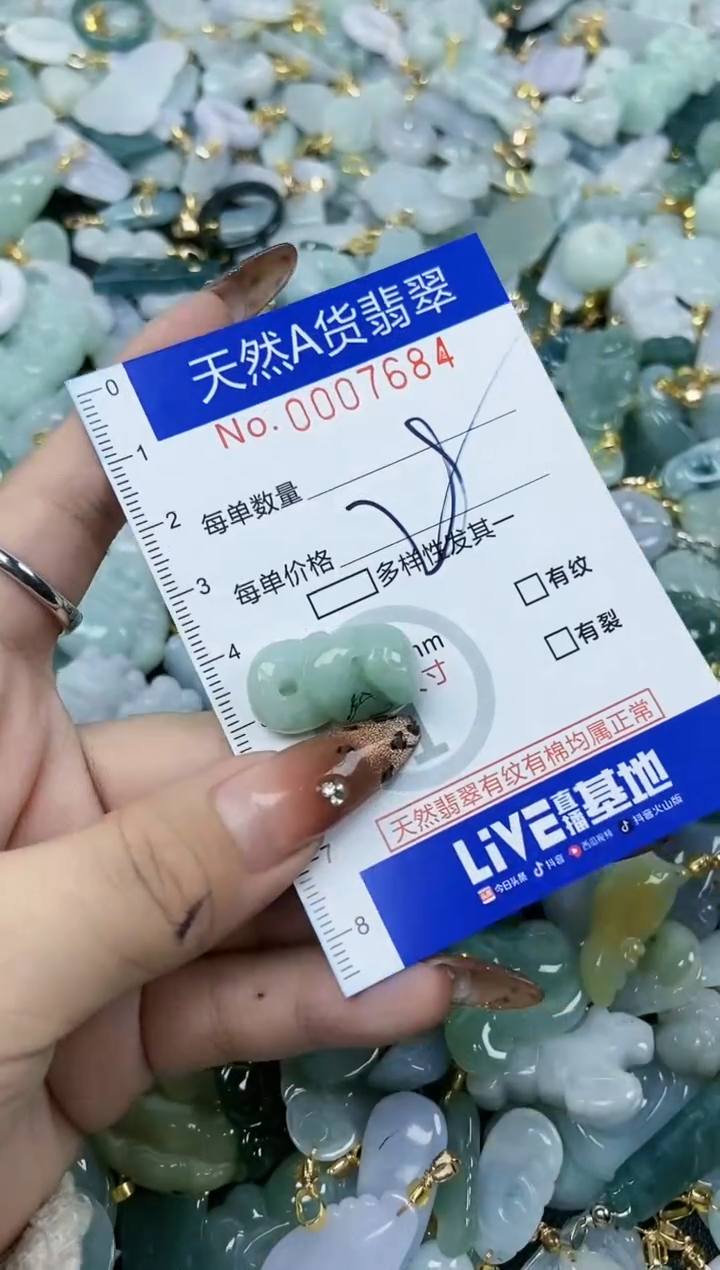 天然A货翡翠
No. 0007684
每单数量
每单价格
多样性发其一
有纹
mm
寸
有裂
天然翡翠有纹有棉均属正常
LiVE直播基地
今日头条 抖音 西瓜视频 抖音火山版
0
1
2
3
4
7
8